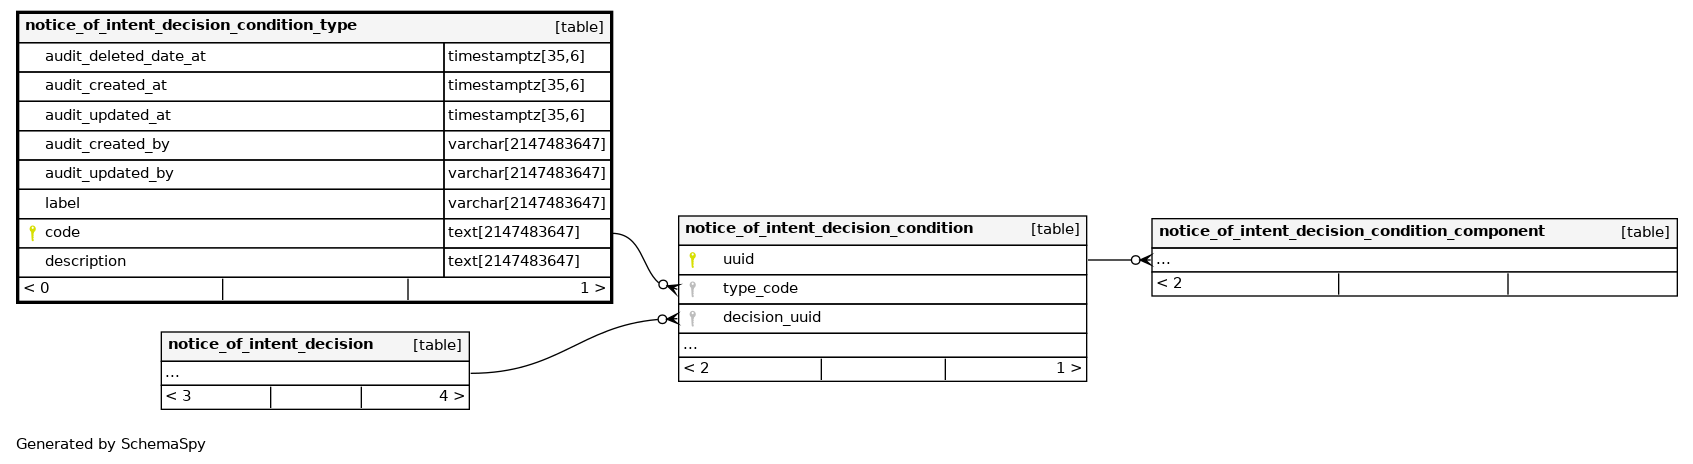 notice_of_intent_decision_condition_type [table]
audit_deleted_date_at timestamptz[35,6]
audit_created_at timestamptz[35,6]
audit_updated_at timestamptz[35,6]
audit_created_by varchar[2147483647]
audit_updated_by varchar[2147483647]
label varchar[2147483647]
code text[2147483647]
description text[2147483647]
< 0 1 >
notice_of_intent_decision [table]
...
< 3 4 >
notice_of_intent_decision_condition [table]
uuid
type_code
decision_uuid
...
< 2 1 >
notice_of_intent_decision_condition_component [table]
...
< 2
Generated by SchemaSpy